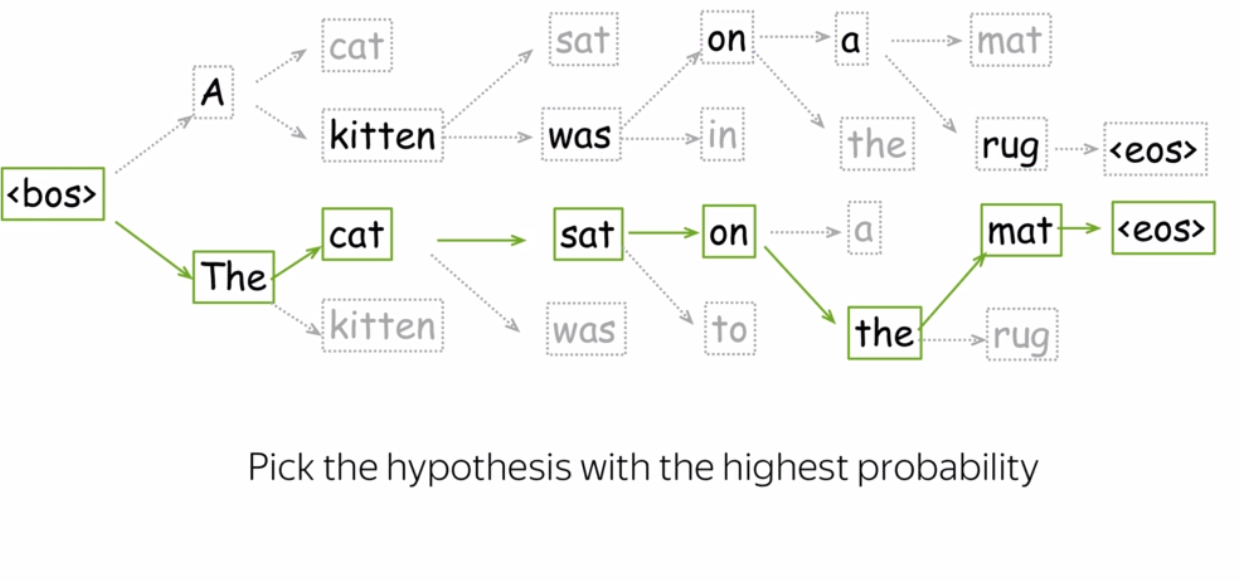 cat sat on a mat
A
kitten was in the rug <eos>
<bos>
cat sat on a mat <eos>
The
kitten was to the rug
Pick the hypothesis with the highest probability